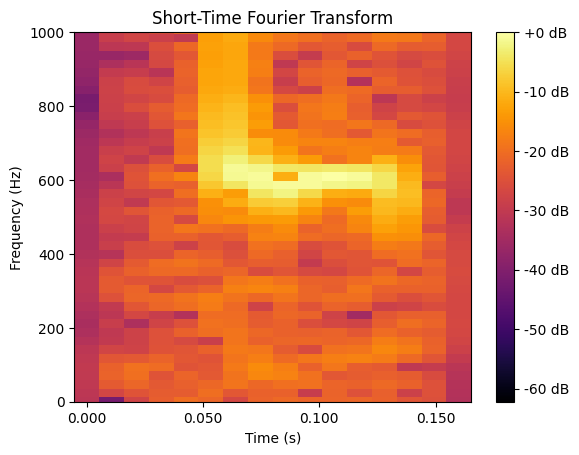 Short-Time Fourier Transform
1000
800
600
400
200
0
Frequency (Hz)
0.000
0.050
0.100
0.150
Time (s)
+0 dB
-10 dB
-20 dB
-30 dB
-40 dB
-50 dB
-60 dB